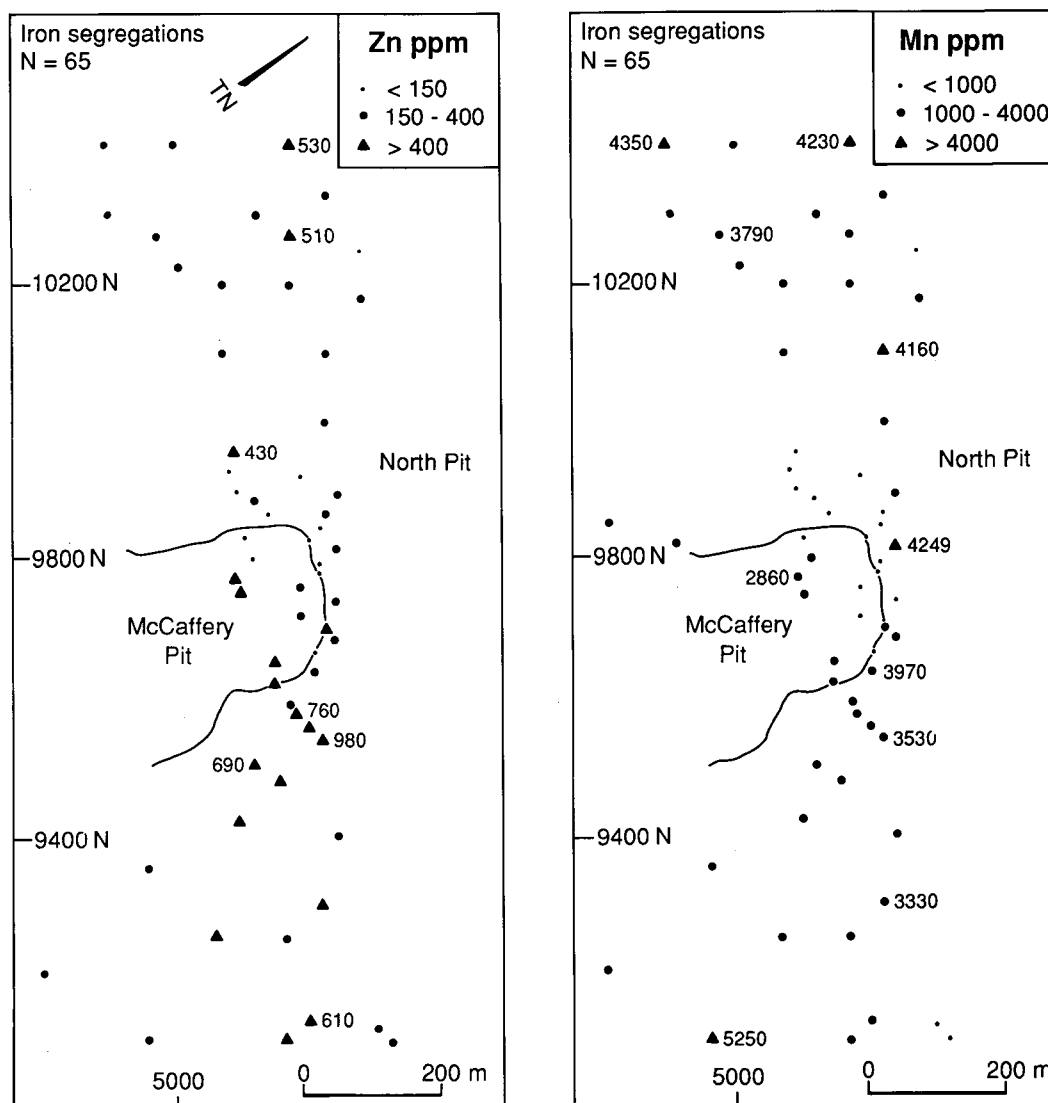 Iron segregations
N = 65
TN
Zn ppm
< 150
150 - 400
> 400
530
510
10200 N
430
North Pit
9800 N
McCaffery
Pit
760
980
690
9400 N
610
5000
0
200 m
Iron segregations
N = 65
Mn ppm
< 1000
1000 - 4000
> 4000
4350
4230
3790
10200 N
4160
North Pit
4249
9800 N
2860
McCaffery
Pit
3970
3530
9400 N
3330
5250
5000
0
200 m